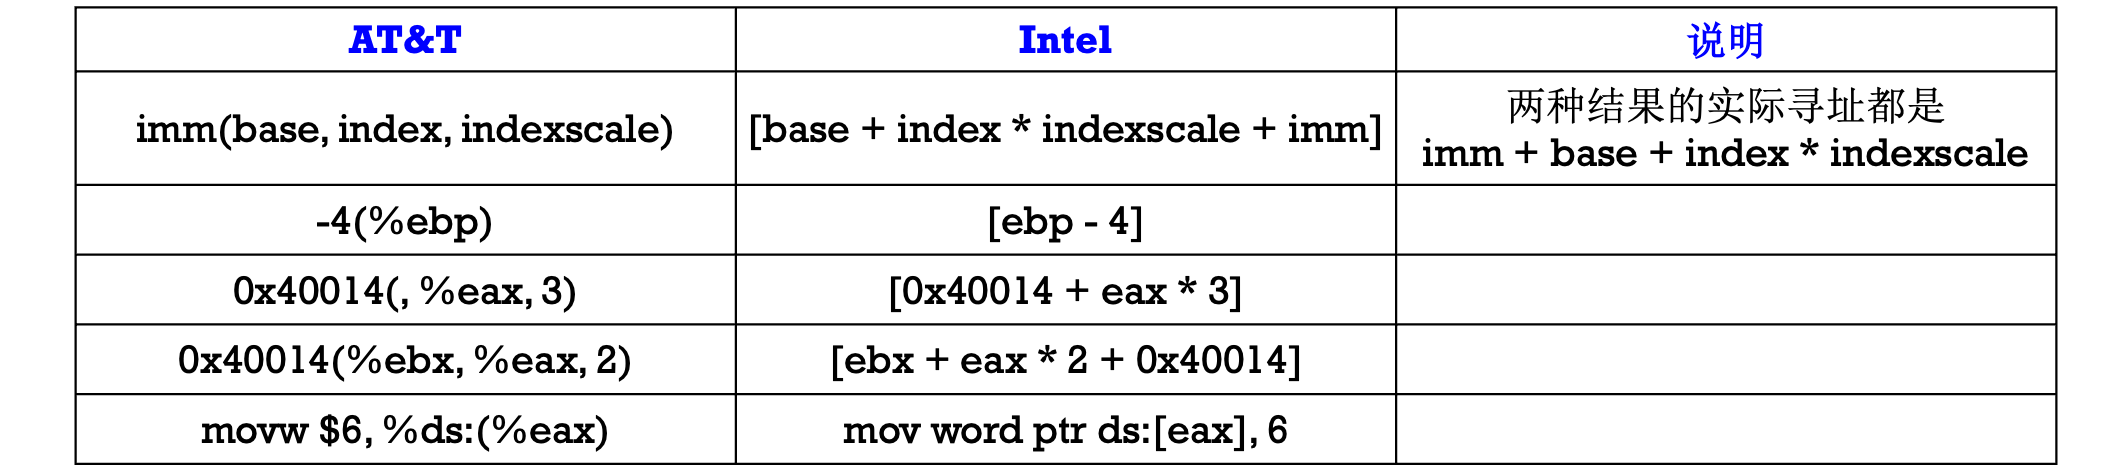 AT&T Intel 说明
imm(base, index, indexscale) [base + index * indexscale + imm] 两种结果的实际寻址都是
imm + base + index * indexscale
-4(%ebp) [ebp - 4]
0x40014(, %eax, 3) [0x40014 + eax * 3]
0x40014(%ebx, %eax, 2) [ebx + eax * 2 + 0x40014]
movw $6, %ds:(%eax) mov word ptr ds:[eax], 6